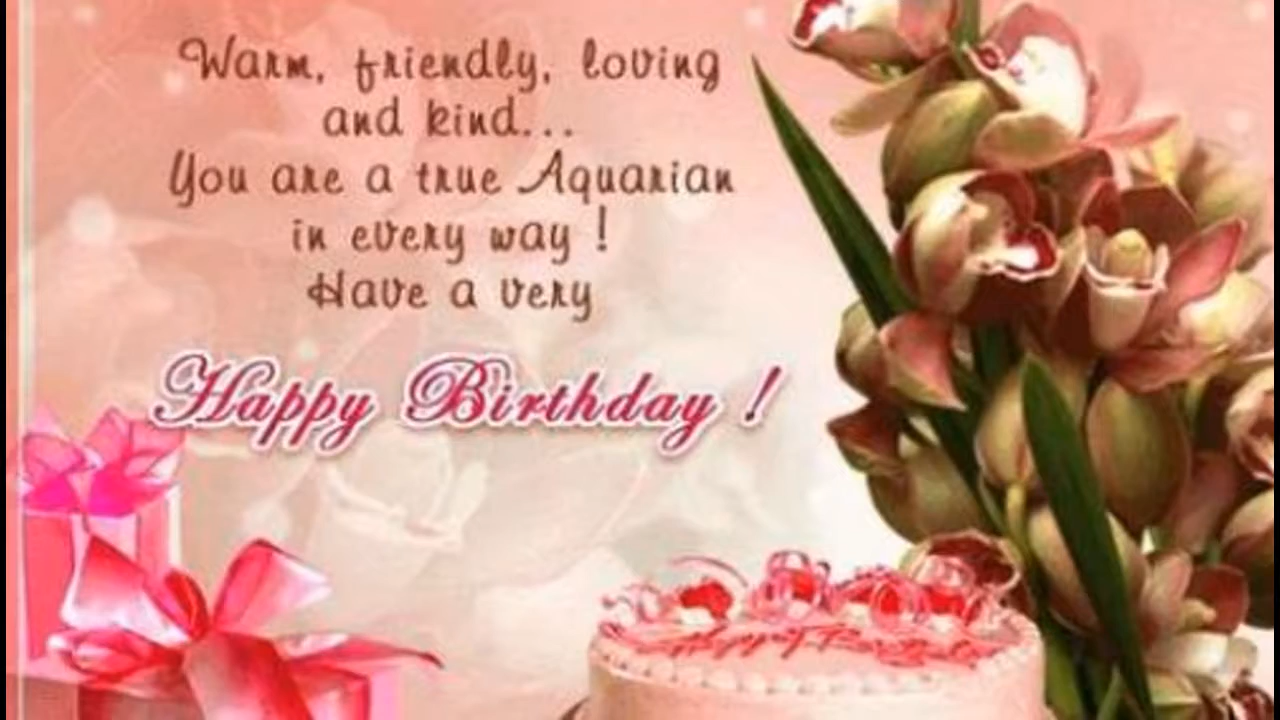 Warm, friendly, loving
and kind...
You are a true Aquarian
in every way !
Have a very
Happy Birthday !